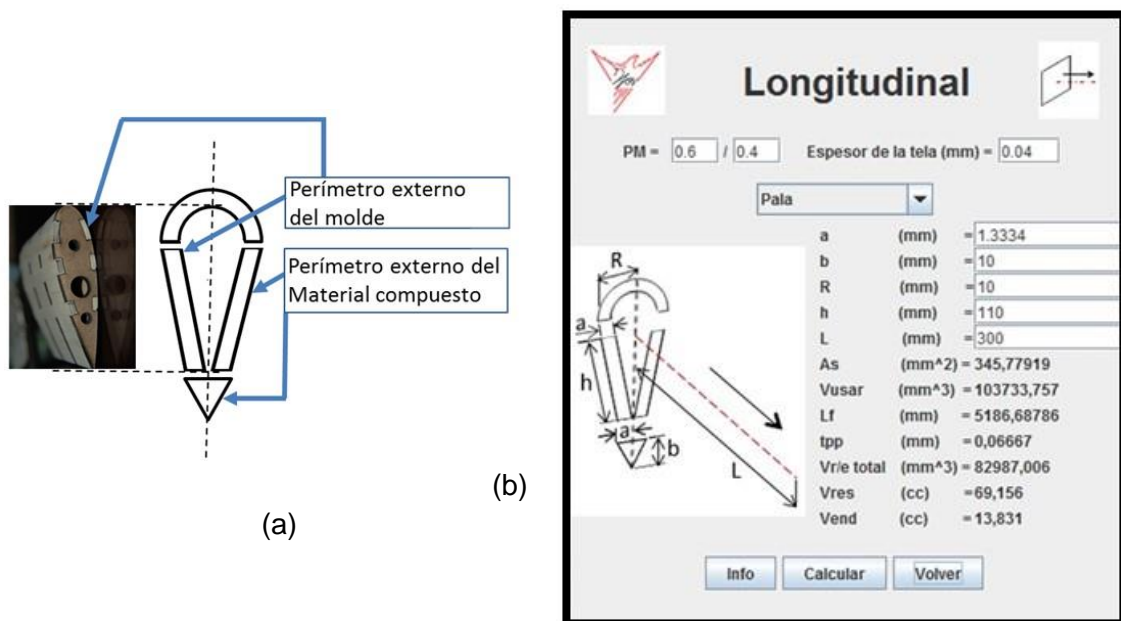 Perímetro externo
del molde
Perímetro externo del
Material compuesto
(a)
(b)
Longitudinal
PM = 0.6 / 0.4 Espesor de la tela (mm) = 0.04
Pala
a (mm) =1.3334
b (mm) =10
R (mm) =10
h (mm) =110
L (mm) =300
As (mm^2) = 345,77919
Vusar (mm^3) = 103733,757
Lf (mm) = 5186,68786
tpp (mm) = 0,06667
Vr/e total (mm^3) = 82987,006
Vres (cc) =69,156
Vend (cc) =13,831
R
a
h
a
b
L
Info Calcular Volver